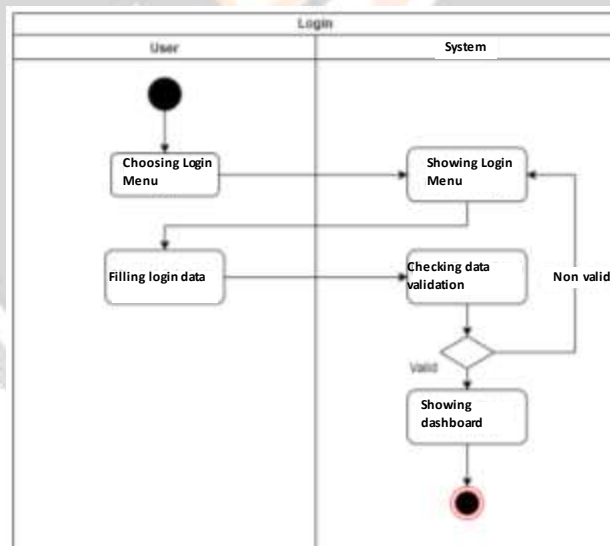 Login
User
System
Choosing Login
Menu
Showing Login
Menu
Filling login data
Checking data
validation
Non valid
Valid
Showing
dashboard